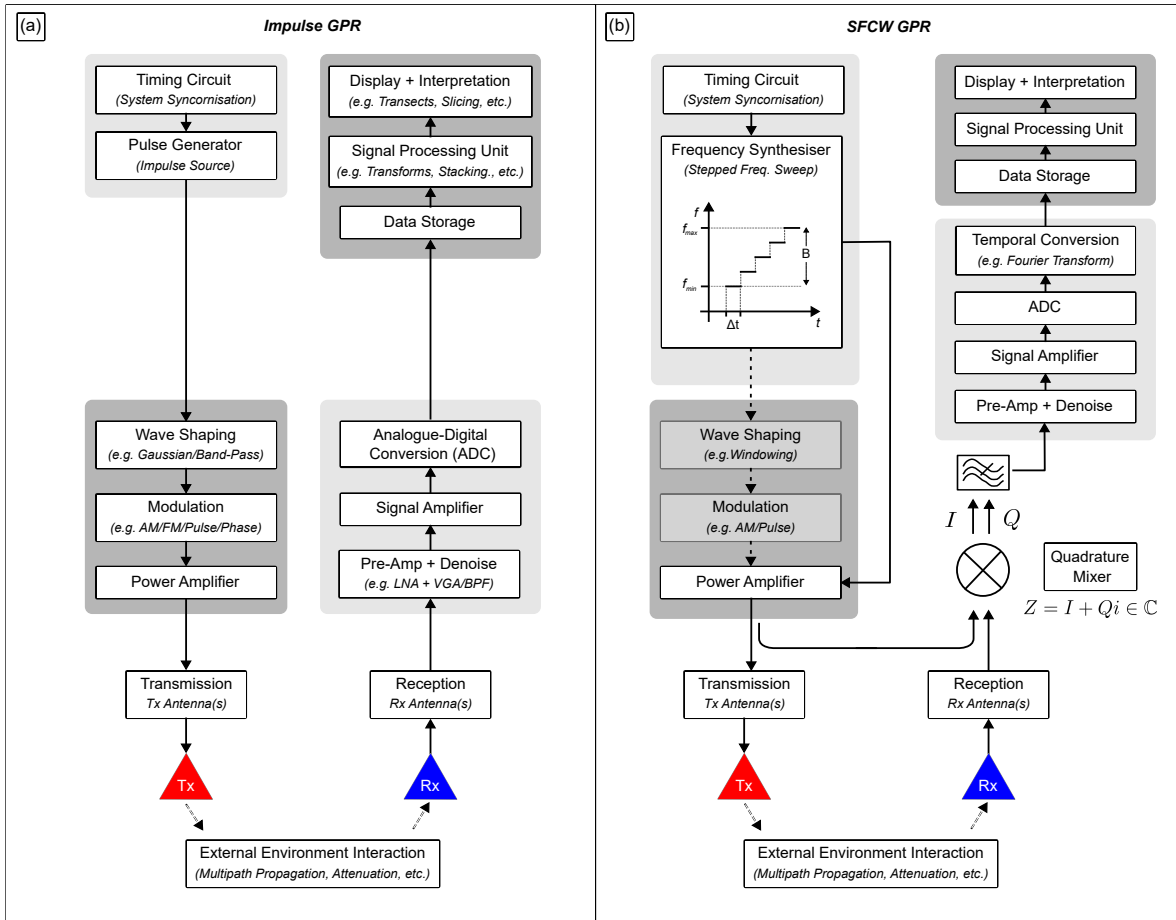 (a)
Impulse GPR
Timing Circuit
(System Syncornisation)
Pulse Generator
(Impulse Source)
Display + Interpretation
(e.g. Transects, Slicing, etc.)
Signal Processing Unit
(e.g. Transforms, Stacking., etc.)
Data Storage
Wave Shaping
(e.g. Gaussian/Band-Pass)
Modulation
(e.g. AM/FM/Pulse/Phase)
Power Amplifier
Analogue-Digital
Conversion (ADC)
Signal Amplifier
Pre-Amp + Denoise
(e.g. LNA + VGA/BPF)
Transmission
Tx Antenna(s)
Reception
Rx Antenna(s)
Tx
Rx
External Environment Interaction
(Multipath Propagation, Attenuation, etc.)
(b)
SFCW GPR
Timing Circuit
(System Syncornisation)
Frequency Synthesiser
(Stepped Freq. Sweep)
f
fmax
B
fmin
Δt
t
Display + Interpretation
Signal Processing Unit
Data Storage
Temporal Conversion
(e.g. Fourier Transform)
ADC
Signal Amplifier
Pre-Amp + Denoise
Wave Shaping
(e.g.Windowing)
Modulation
(e.g. AM/Pulse)
Power Amplifier
I
Q
Quadrature
Mixer
Z = I + Qi ∈ ℂ
Transmission
Tx Antenna(s)
Reception
Rx Antenna(s)
Tx
Rx
External Environment Interaction
(Multipath Propagation, Attenuation, etc.)